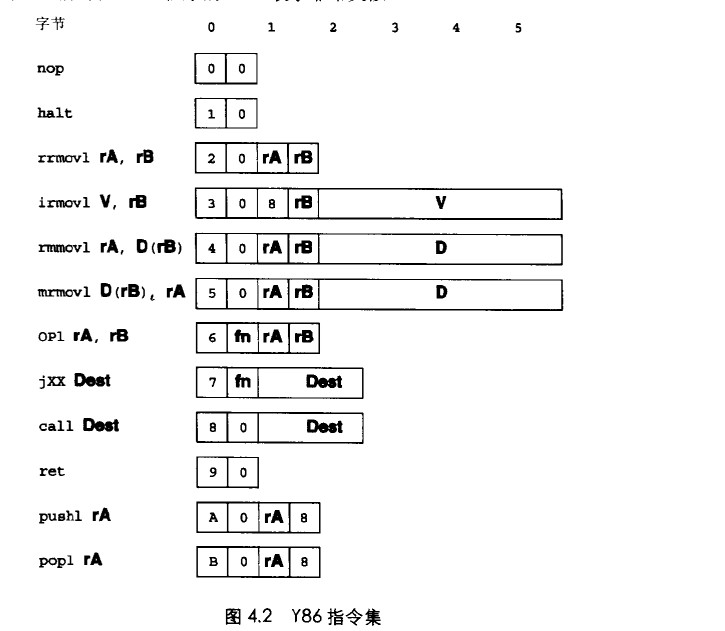 字节 0 1 2 3 4 5
nop 0 0
halt 1 0
rrmovl rA, rB 2 0 rA rB
irmovl V, rB 3 0 8 rB V
rmmovl rA, D(rB) 4 0 rA rB D
mrmovl D(rB), rA 5 0 rA rB D
OPl rA, rB 6 fn rA rB
jXX Dest 7 fn Dest
call Dest 8 0 Dest
ret 9 0
pushl rA A 0 rA 8
popl rA B 0 rA 8
图 4.2 Y86 指令集